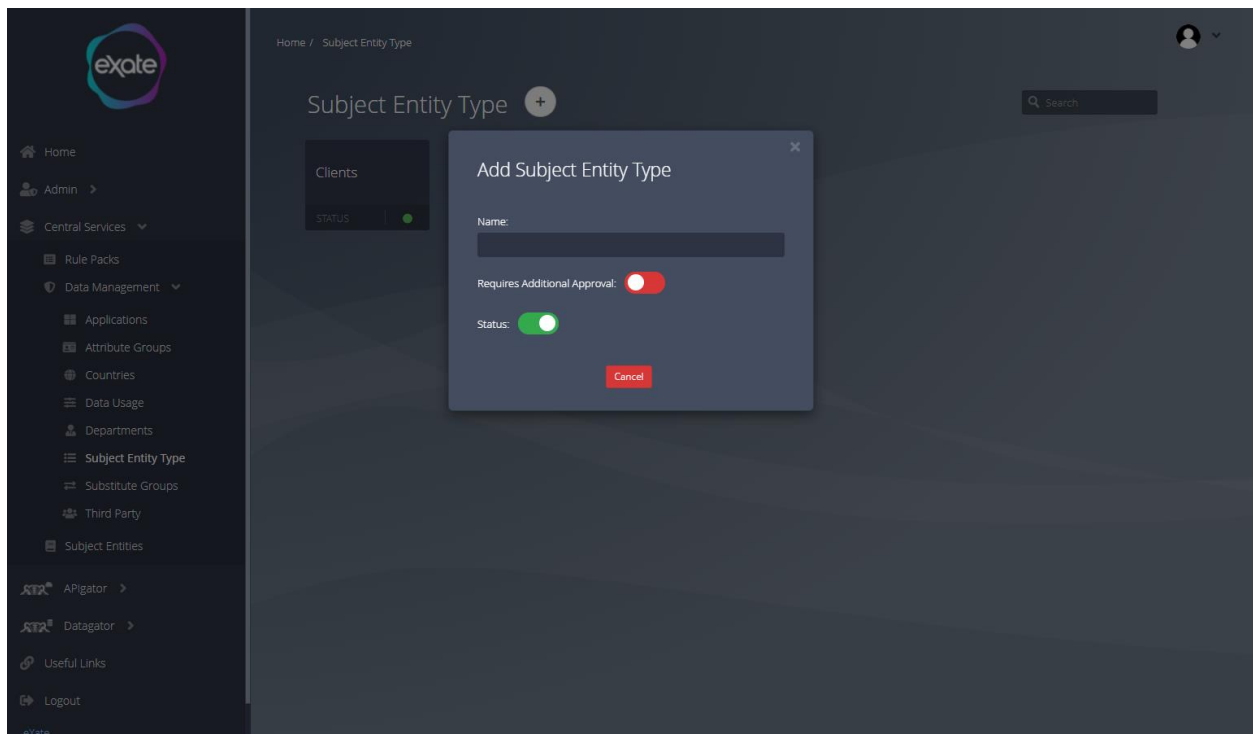 exate
Home / Subject Entity Type
Subject Entity Type +
Search
Home
Admin >
Central Services
Rule Packs
Data Management
Applications
Attribute Groups
Countries
Data Usage
Departments
Subject Entity Type
Substitute Groups
Third Party
Subject Entities
APIgator >
Datagator >
Useful Links
Logout
eXate
Clients
STATUS
×
Add Subject Entity Type
Name:
Requires Additional Approval:
Status:
Cancel